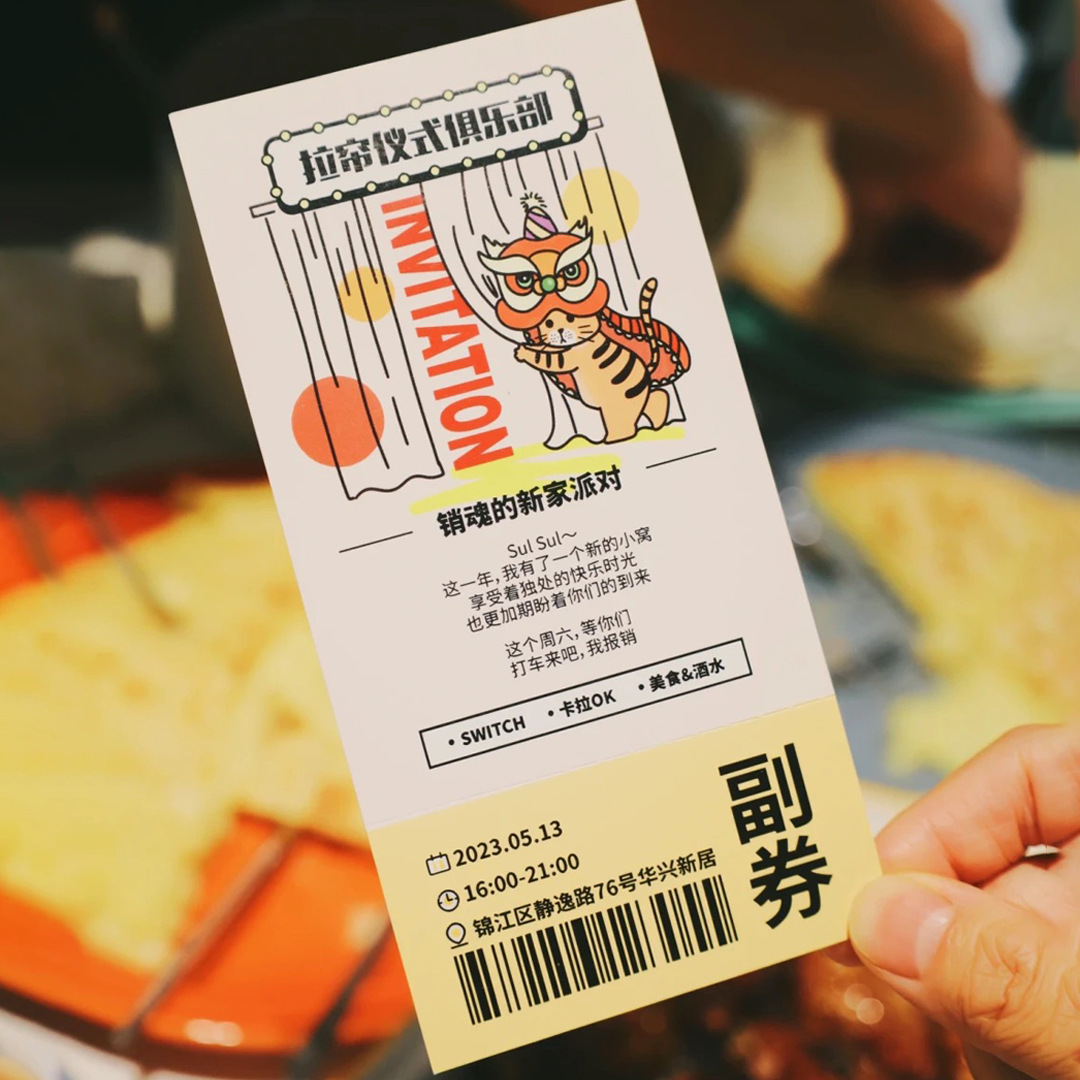 拉帘仪式俱乐部
INVITATION
销魂的新家派对
Sul Sul～
这一年,我有了一个新的小窝
享受着独处的快乐时光
也更加期盼着你们的到来
这个周六,等你们
打车来吧,我报销
• SWITCH • 卡拉OK • 美食&酒水
2023.05.13
16:00-21:00
锦江区静逸路76号华兴新居
副券